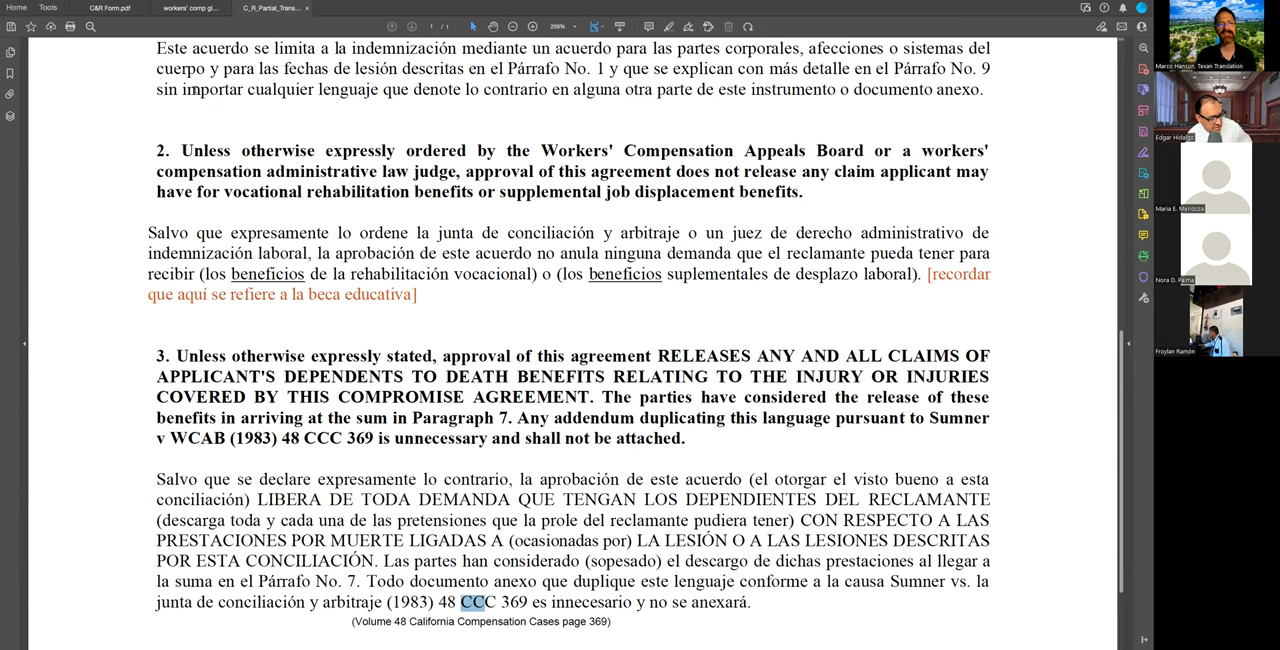 Home Tools C&R Form.pdf workers' comp gl... C_R_Partial_Trans... ×
1 / 1 258%
Este acuerdo se limita a la indemnización mediante un acuerdo para las partes corporales, afecciones o sistemas del
cuerpo y para las fechas de lesión descritas en el Párrafo No. 1 y que se explican con más detalle en el Párrafo No. 9
sin importar cualquier lenguaje que denote lo contrario en alguna otra parte de este instrumento o documento anexo.
2. Unless otherwise expressly ordered by the Workers' Compensation Appeals Board or a workers'
compensation administrative law judge, approval of this agreement does not release any claim applicant may
have for vocational rehabilitation benefits or supplemental job displacement benefits.
Salvo que expresamente lo ordene la junta de conciliación y arbitraje o un juez de derecho administrativo de
indemnización laboral, la aprobación de este acuerdo no anula ninguna demanda que el reclamante pueda tener para
recibir (los beneficios de la rehabilitación vocacional) o (los beneficios suplementales de desplazo laboral). [recordar
que aquí se refiere a la beca educativa]
3. Unless otherwise expressly stated, approval of this agreement RELEASES ANY AND ALL CLAIMS OF
APPLICANT'S DEPENDENTS TO DEATH BENEFITS RELATING TO THE INJURY OR INJURIES
COVERED BY THIS COMPROMISE AGREEMENT. The parties have considered the release of these
benefits in arriving at the sum in Paragraph 7. Any addendum duplicating this language pursuant to Sumner
v WCAB (1983) 48 CCC 369 is unnecessary and shall not be attached.
Salvo que se declare expresamente lo contrario, la aprobación de este acuerdo (el otorgar el visto bueno a esta
conciliación) LIBERA DE TODA DEMANDA QUE TENGAN LOS DEPENDIENTES DEL RECLAMANTE
(descarga toda y cada una de las pretensiones que la prole del reclamante pudiera tener) CON RESPECTO A LAS
PRESTACIONES POR MUERTE LIGADAS A (ocasionadas por) LA LESIÓN O A LAS LESIONES DESCRITAS
POR ESTA CONCILIACIÓN. Las partes han considerado (sopesado) el descargo de dichas prestaciones al llegar a
la suma en el Párrafo No. 7. Todo documento anexo que duplique este lenguaje conforme a la causa Sumner vs. la
junta de conciliación y arbitraje (1983) 48 CCC 369 es innecesario y no se anexará.
(Volume 48 California Compensation Cases page 369)
Marco Hanson, Texan Translation
Edgar Hidalgo
Maria E. Mendoza
Nora D. Palma
Froylan Ramón